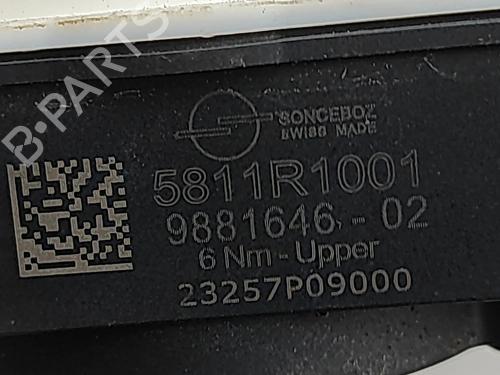 SONCEBOZ
SWISS MADE
5811R1001
9881646-02
6 Nm - Upper
23257P09000
B-PARTS